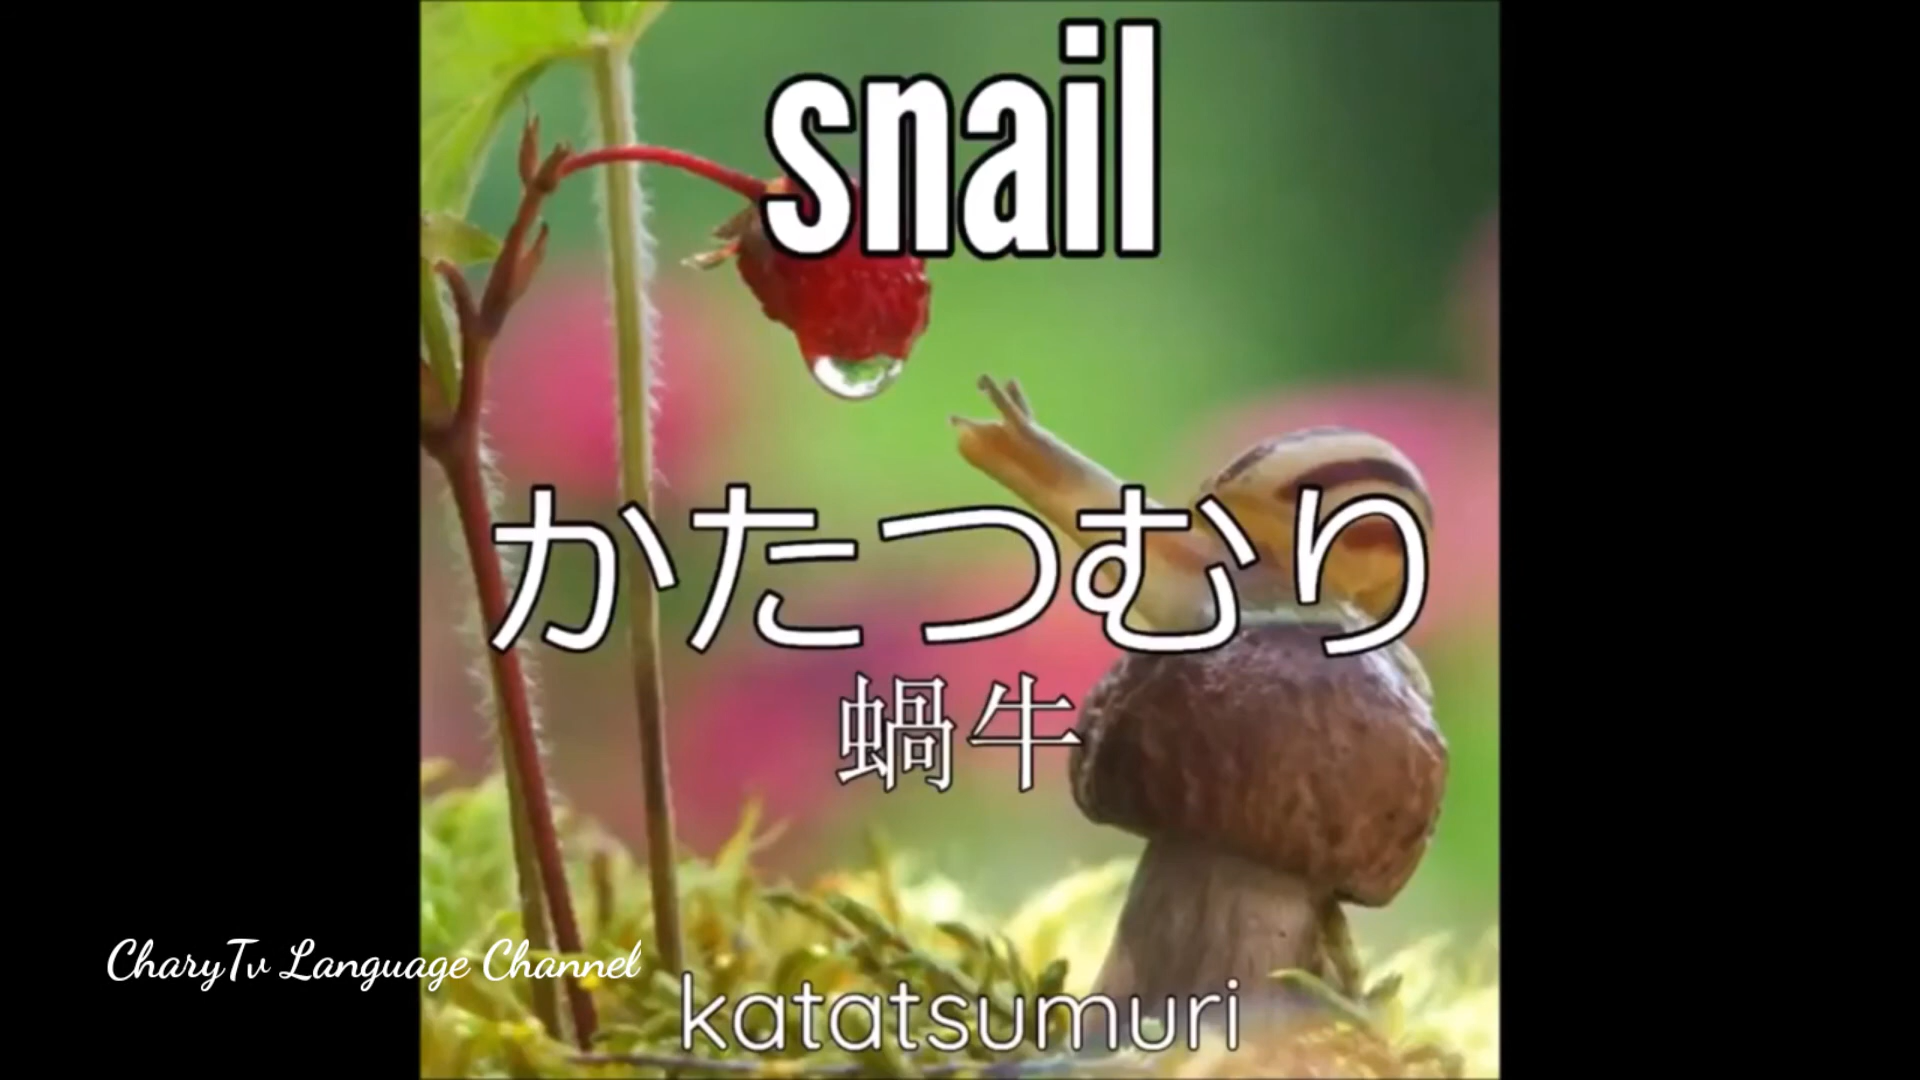 snail
かたつむり
蝸牛
CharyTv Language Channel
katatsumuri